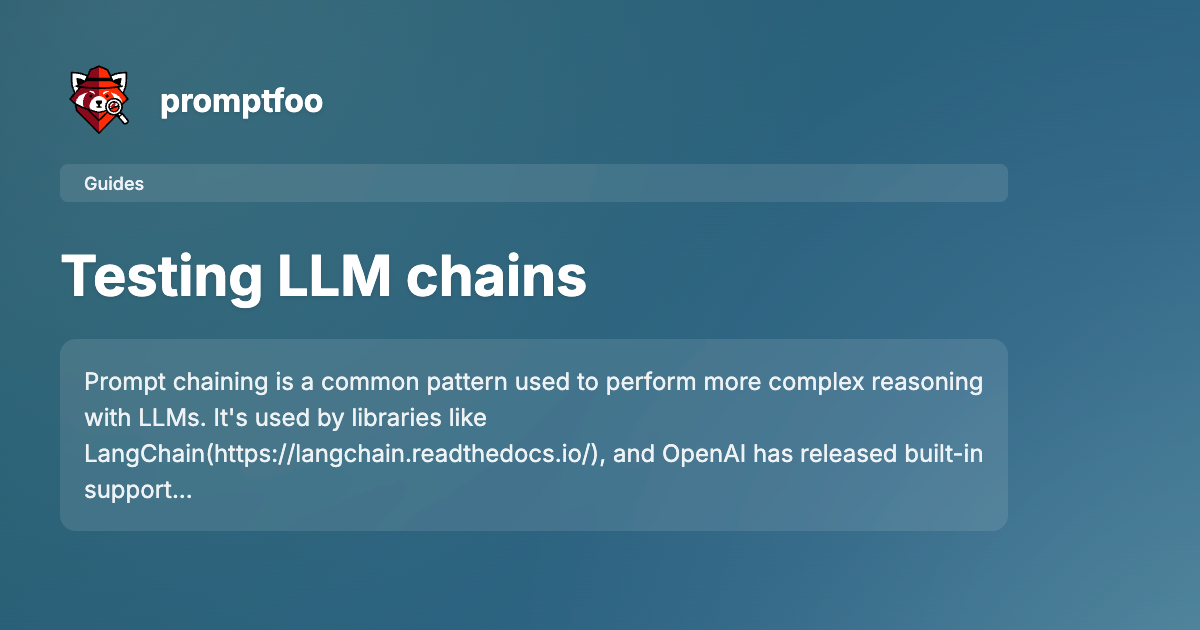 promptfoo
Guides
Testing LLM chains
Prompt chaining is a common pattern used to perform more complex reasoning
with LLMs. It's used by libraries like
LangChain(https://langchain.readthedocs.io/), and OpenAI has released built-in
support...